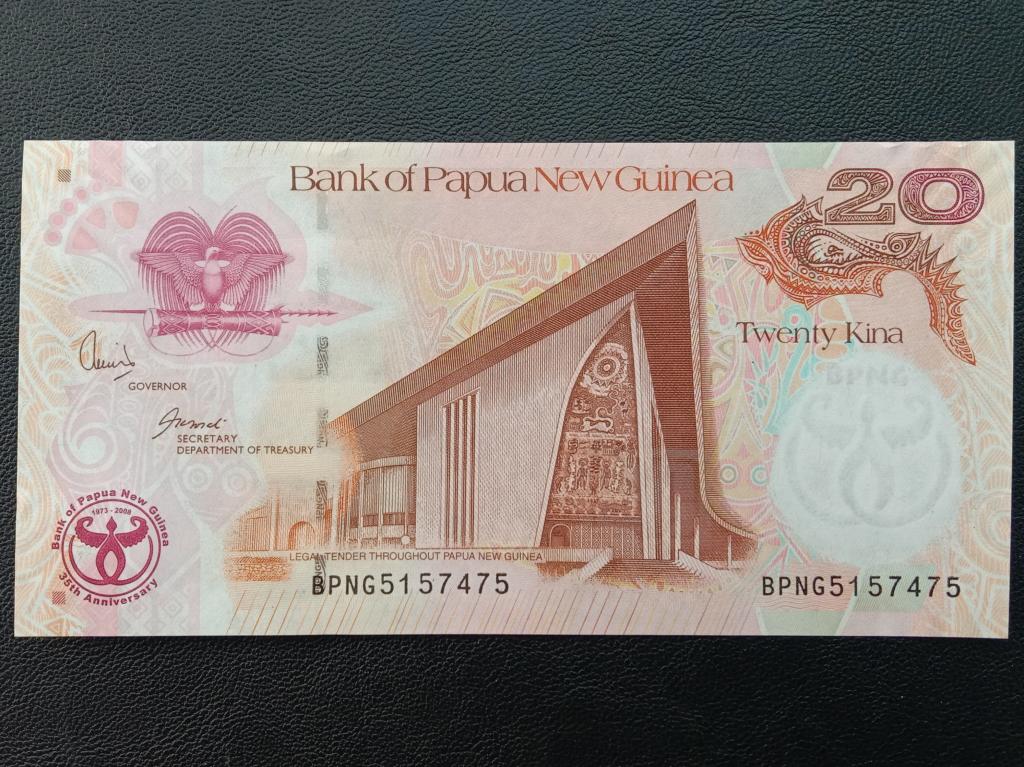 Bank of Papua New Guinea
20
Twenty Kina
BPNG
GOVERNOR
SECRETARY
DEPARTMENT OF TREASURY
Bank of Papua New Guinea
1973 - 2008
35th Anniversary
LEGAL TENDER THROUGHOUT PAPUA NEW GUINEA
BPNG5157475
BPNG5157475